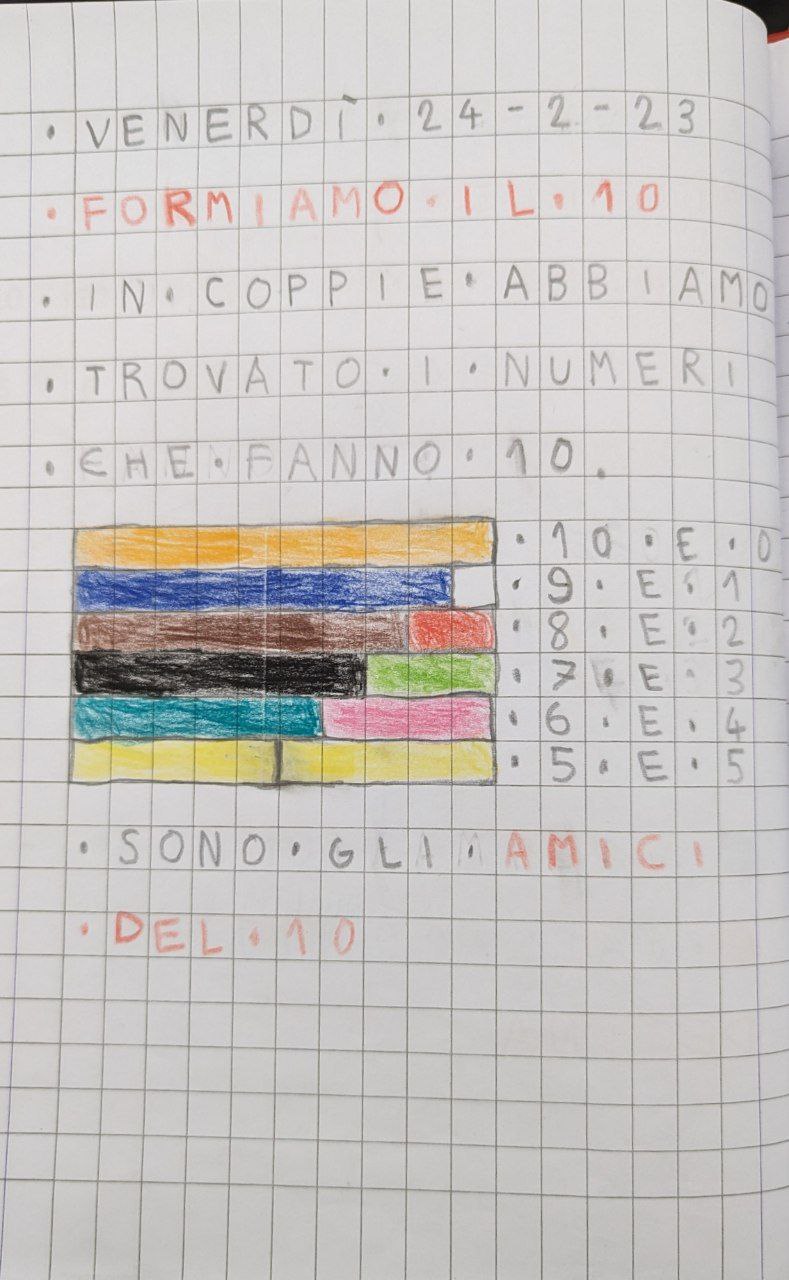 • VENERDÌ • 24-2-23
• FORMIAMO • IL • 10
• IN • COPPIE • ABBIAMO
• TROVATO • I • NUMERI
• CHE • FANNO • 10.
• 10 • E • 0
• 9 • E • 1
• 8 • E • 2
• 7 • E • 3
• 6 • E • 4
• 5 • E • 5
• SONO • GLI • AMICI
• DEL • 10